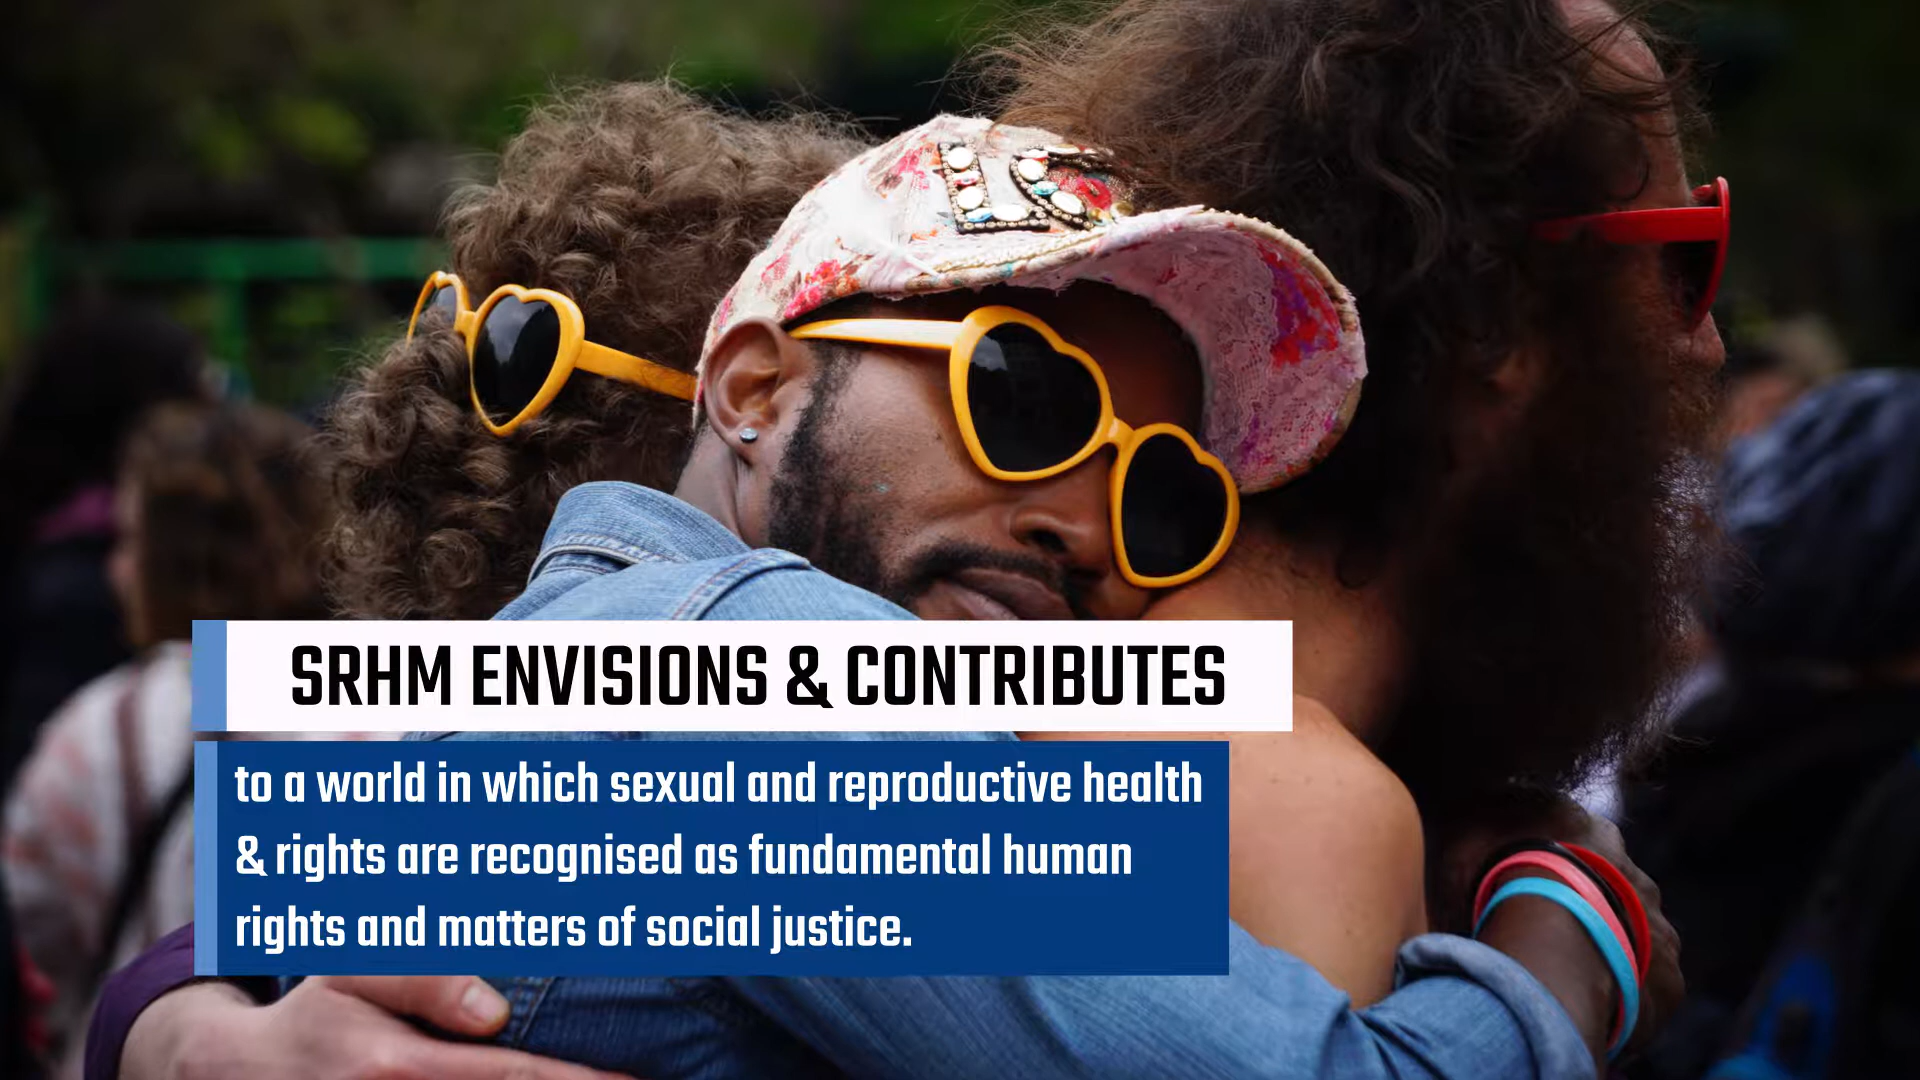 SRHM ENVISIONS & CONTRIBUTES
to a world in which sexual and reproductive health
& rights are recognised as fundamental human
rights and matters of social justice.